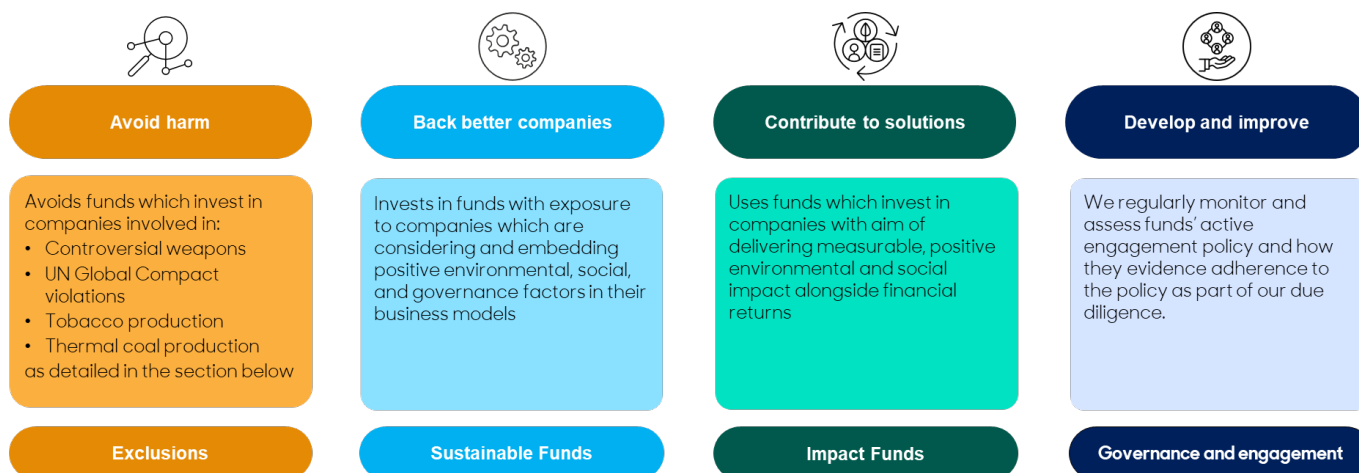 Avoid harm
Avoids funds which invest in
companies involved in:
• Controversial weapons
• UN Global Compact
violations
• Tobacco production
• Thermal coal production
as detailed in the section below
Exclusions
Back better companies
Invests in funds with exposure
to companies which are
considering and embedding
positive environmental, social,
and governance factors in their
business models
Sustainable Funds
Contribute to solutions
Uses funds which invest in
companies with aim of
delivering measurable, positive
environmental and social
impact alongside financial
returns
Impact Funds
Develop and improve
We regularly monitor and
assess funds’ active
engagement policy and how
they evidence adherence to
the policy as part of our due
diligence.
Governance and engagement